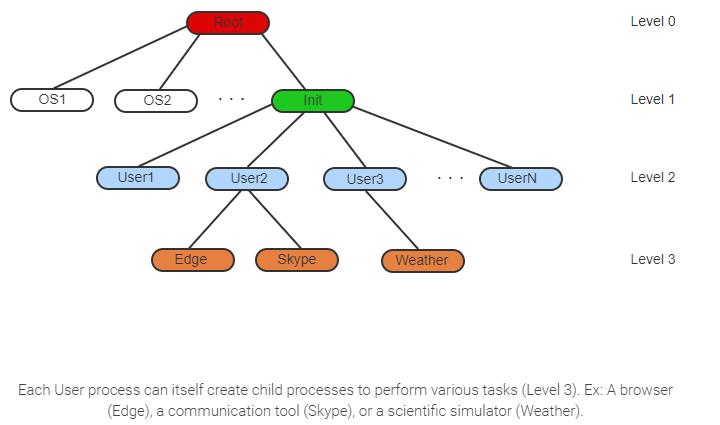 Root Level 0
OS1 OS2 . . . Init Level 1
User1 User2 User3 . . . UserN Level 2
Edge Skype Weather Level 3
Each User process can itself create child processes to perform various tasks (Level 3). Ex: A browser
(Edge), a communication tool (Skype), or a scientific simulator (Weather).